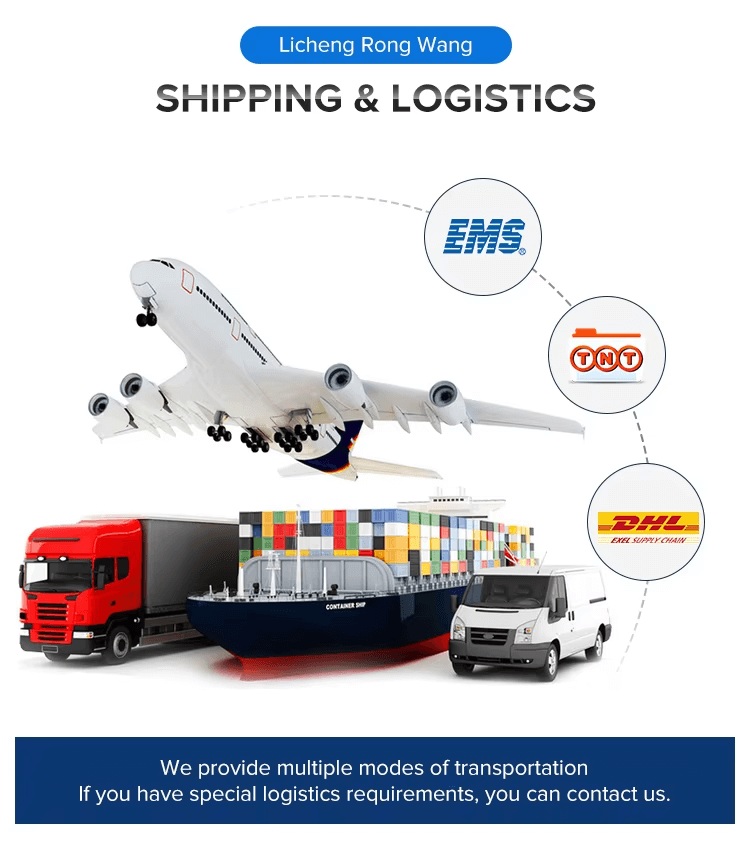 Licheng Rong Wang
SHIPPING & LOGISTICS
EMS
TNT
DHL
EXEL SUPPLY CHAIN
CONTAINER SHIP
We provide multiple modes of transportation
If you have special logistics requirements, you can contact us.